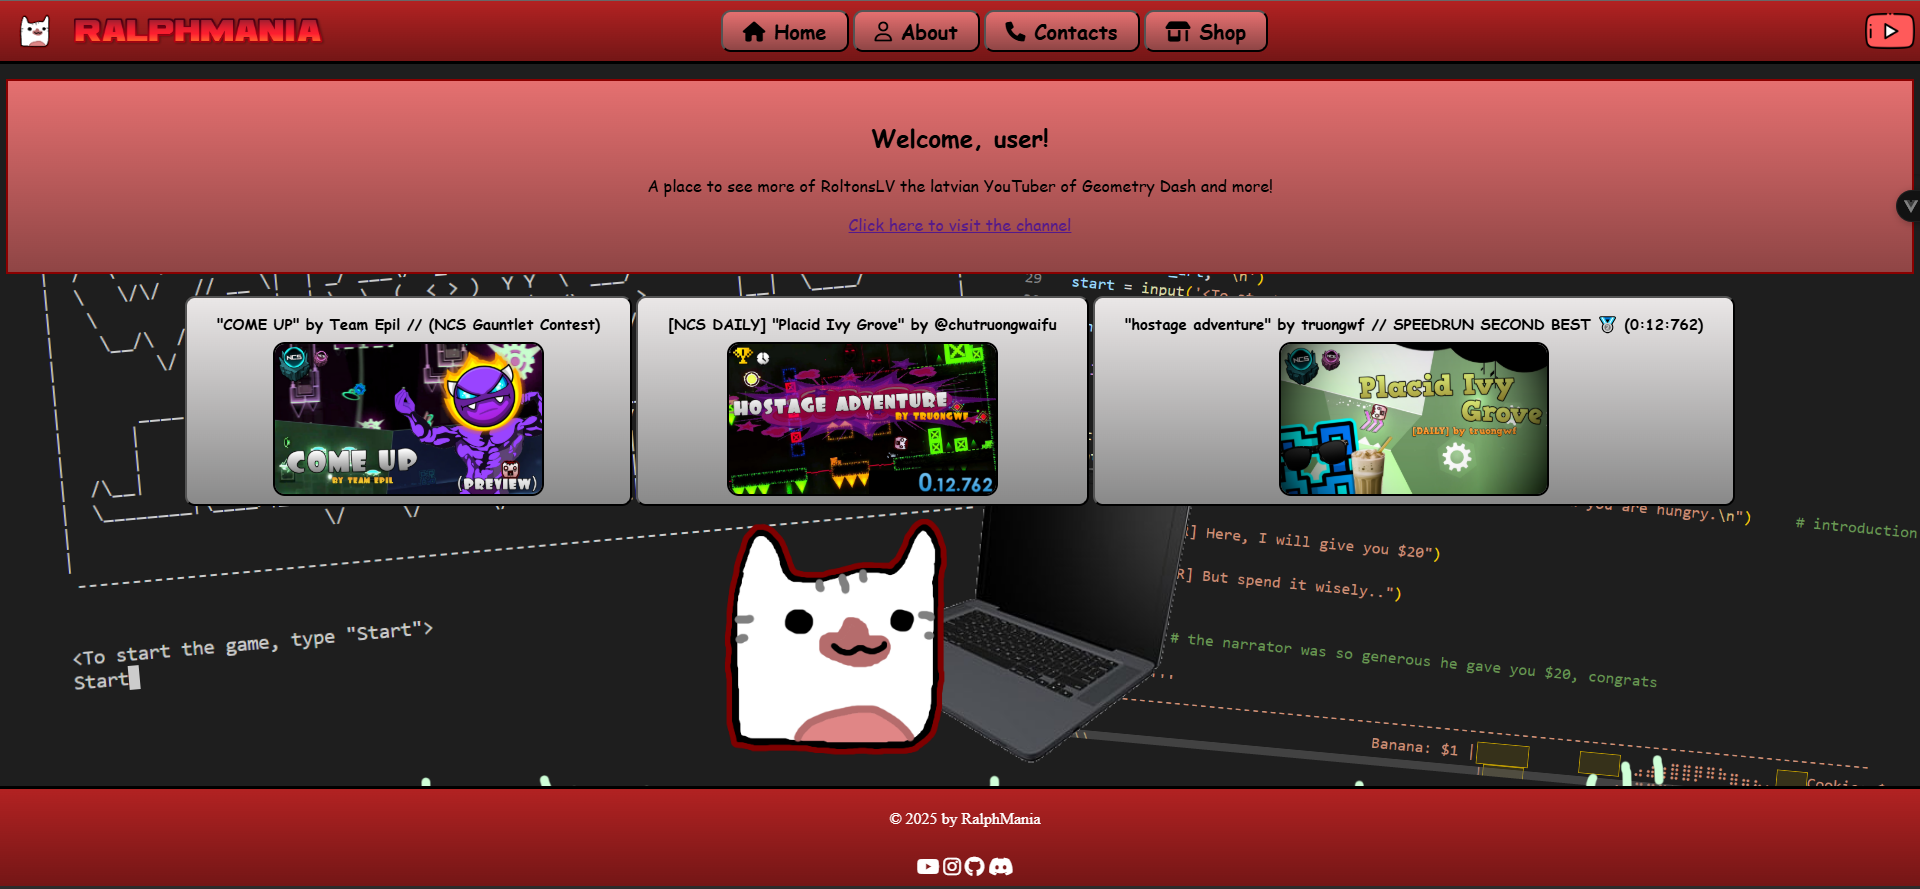 RALPHMANIA
Home
About
Contacts
Shop
Welcome, user!
A place to see more of RoltonsLV the latvian YouTuber of Geometry Dash and more!
Click here to visit the channel
29
start = input('<To
"COME UP" by Team Epil // (NCS Gauntlet Contest)
[NCS DAILY] "Placid Ivy Grove" by @chutruongwaifu
"hostage adventure" by truongwf // SPEEDRUN SECOND BEST 🥈 (0:12:762)
NCS
COME UP
BY TEAM EPIL
(PREVIEW)
HOSTAGE ADVENTURE
BY TRUONGWF
0.12.762
NCS
Placid Ivy
Grove
[DAILY] by truongwf
you are hungry.\n")
# introduction
] Here, I will give you $20")
R] But spend it wisely..")
# the narrator was so generous he gave you $20, congrats
<To start the game, type "Start">
Start
Banana: $1 |
© 2025 by RalphMania